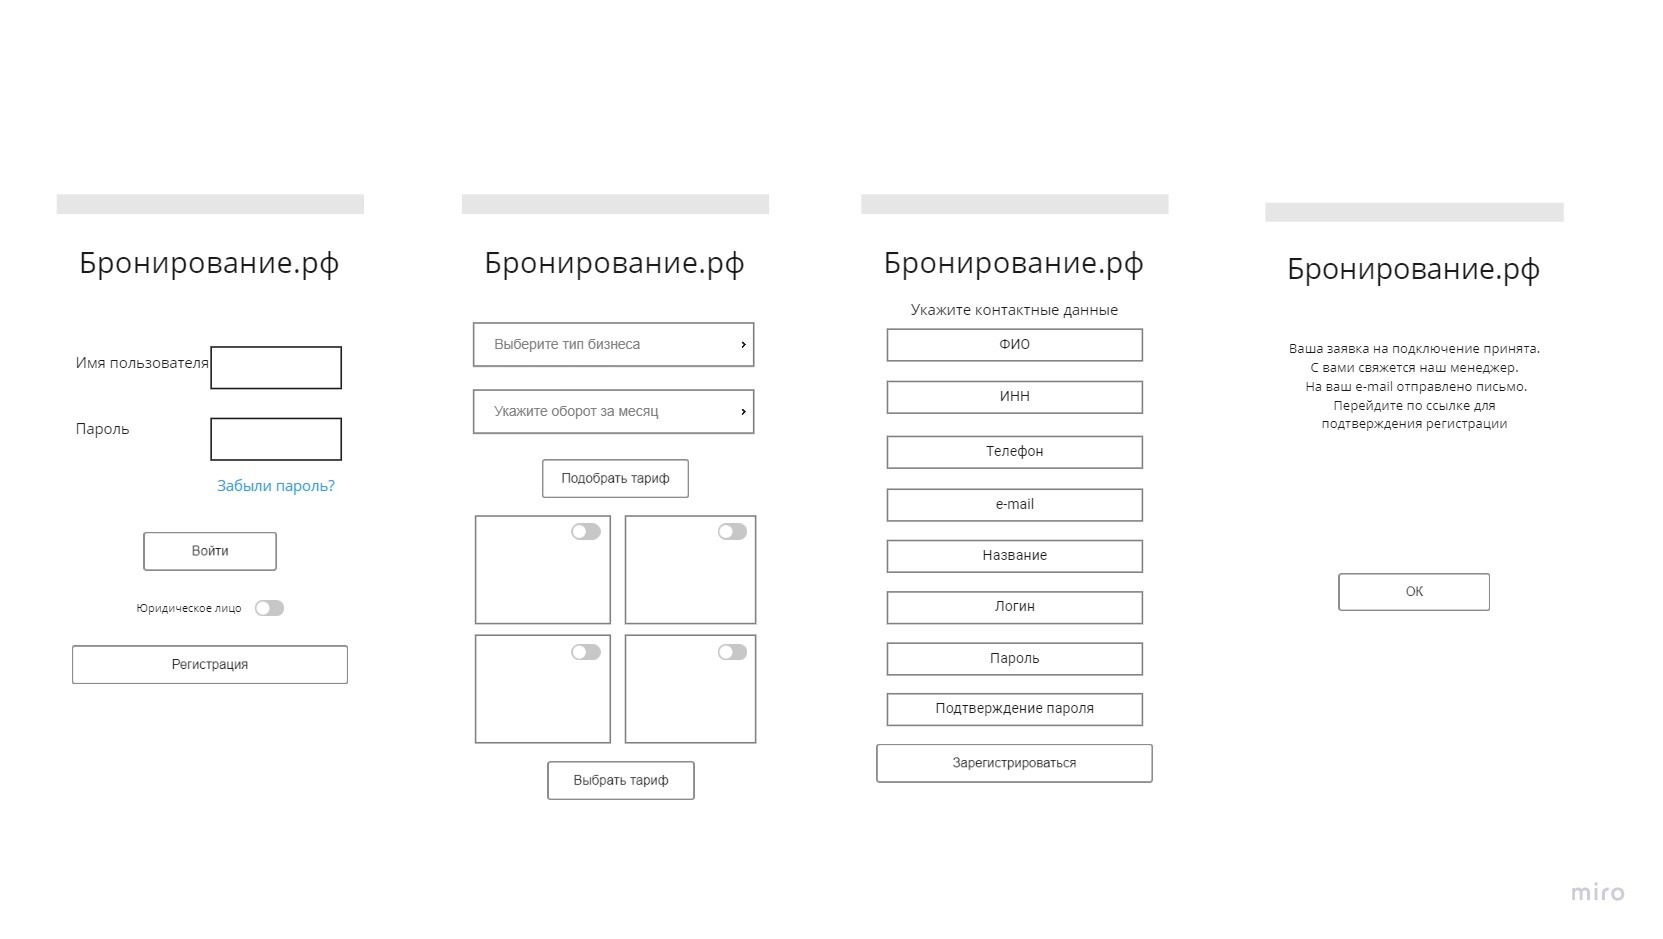 Бронирование.рф
Имя пользователя
Пароль
Забыли пароль?
Войти
Юридическое лицо
Регистрация
Бронирование.рф
Выберите тип бизнеса
Укажите оборот за месяц
Подобрать тариф
Выбрать тариф
Бронирование.рф
Укажите контактные данные
ФИО
ИНН
Телефон
e-mail
Название
Логин
Пароль
Подтверждение пароля
Зарегистрироваться
Бронирование.рф
Ваша заявка на подключение принята.
С вами свяжется наш менеджер.
На ваш e-mail отправлено письмо.
Перейдите по ссылке для
подтверждения регистрации
ОК
miro